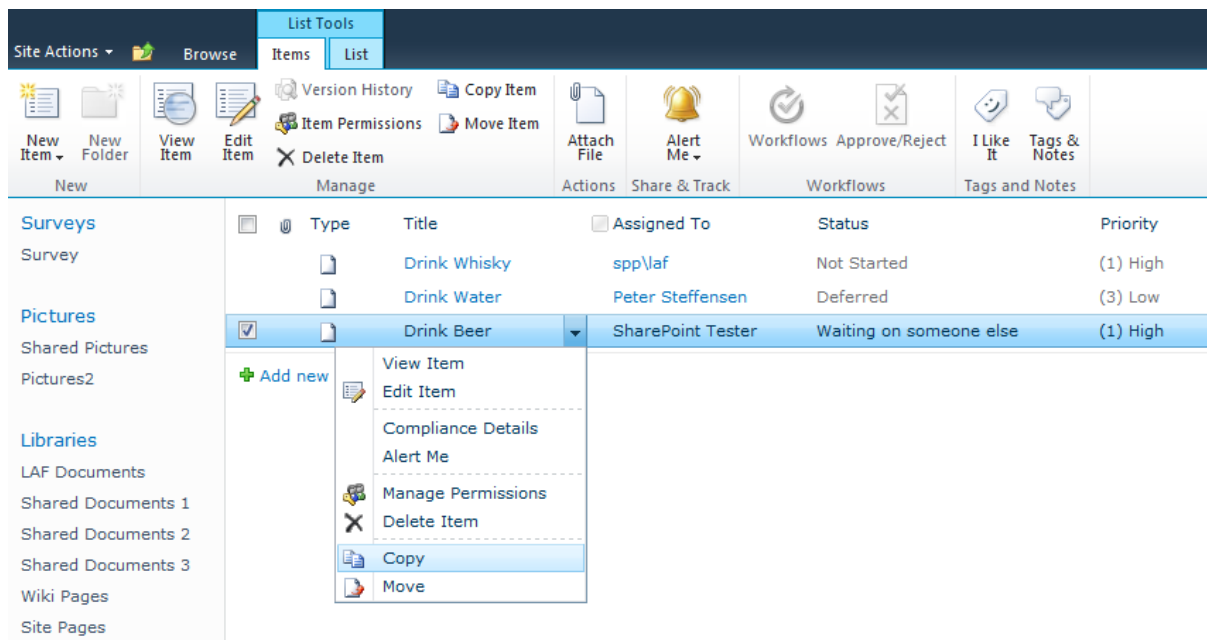 List Tools
Site Actions Browse Items List
Version History Copy Item
Item Permissions Move Item
Delete Item
New Item New Folder View Item Edit Item Attach File Alert Me Workflows Approve/Reject I Like It Tags & Notes
New Manage Actions Share & Track Workflows Tags and Notes
Surveys
Survey
Pictures
Shared Pictures
Pictures2
Libraries
LAF Documents
Shared Documents 1
Shared Documents 2
Shared Documents 3
Wiki Pages
Site Pages
Type Title Assigned To Status Priority
Drink Whisky spp\laf Not Started (1) High
Drink Water Peter Steffensen Deferred (3) Low
Drink Beer SharePoint Tester Waiting on someone else (1) High
Add new
View Item
Edit Item
Compliance Details
Alert Me
Manage Permissions
Delete Item
Copy
Move